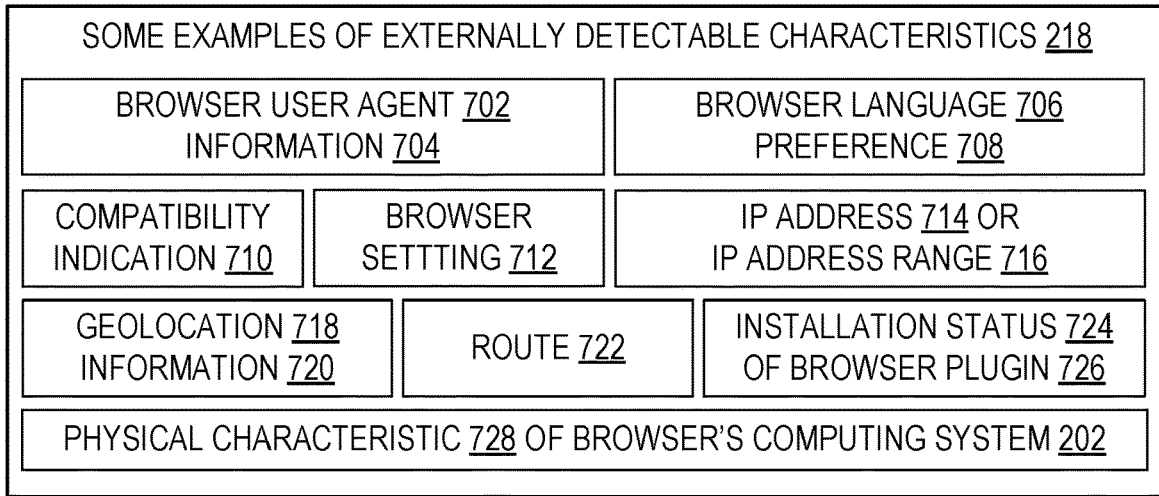 SOME EXAMPLES OF EXTERNALLY DETECTABLE CHARACTERISTICS 218
BROWSER USER AGENT 702
INFORMATION 704
BROWSER LANGUAGE 706
PREFERENCE 708
COMPATIBILITY
INDICATION 710
BROWSER
SETTTING 712
IP ADDRESS 714 OR
IP ADDRESS RANGE 716
GEOLOCATION 718
INFORMATION 720
ROUTE 722
INSTALLATION STATUS 724
OF BROWSER PLUGIN 726
PHYSICAL CHARACTERISTIC 728 OF BROWSER'S COMPUTING SYSTEM 202